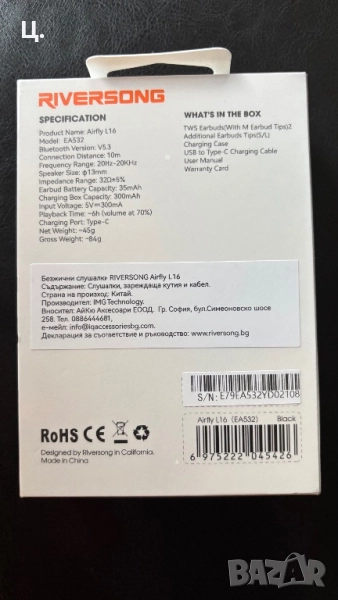 Ц.
RIVERSONG
SPECIFICATION
Product Name: Airfly L16
Model: EA532
Bluetooth Version: V5.3
Connection Distance: 10m
Frequency Range: 20Hz-20KHz
Speaker Size: φ13mm
Impedance Range: 32Ω±5%
Earbud Battery Capacity: 35mAh
Charging Box Capacity: 300mAh
Input Voltage: 5V⎓300mA
Playback Time: ~6h (volume at 70%)
Charging Port: Type-C
Net Weight: ~45g
Gross Weight: ~84g
WHAT'S IN THE BOX
TWS Earbuds(With M Earbud Tips)2
Additional Earbuds Tips(S/L)
Charging Case
USB to Type-C Charging Cable
User Manual
Warranty Card
Безжични слушалки RIVERSONG Airfly L16
Съдържание: Слушалки, зареждаща кутия и кабел.
Страна на произход: Китай.
Производител: IMG Technology.
Вносител: АйКю Аксесоари ЕООД. Гр. София, бул.Симеоновско шосе
258. Тел. 0886444681,
е-мейл: info@iqaccessoriesbg.com
Декларация за съответствие и ръководство: www.riversong.bg
S/N: E79EA532YD02108
Airfly L16 (EA532) Black
6 975222 045426
RoHS CE
Designed by Riversong in California.
Made in China
BAZAR
bazar.bg